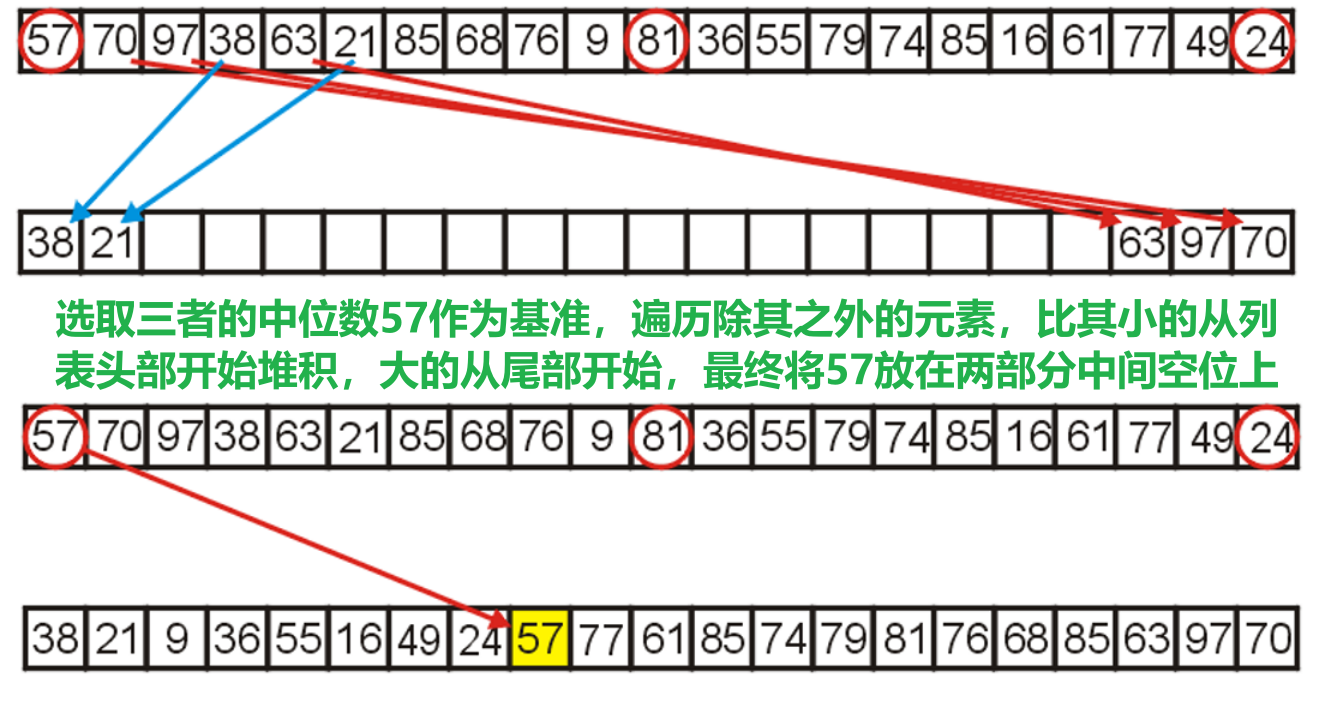 57 70 97 38 63 21 85 68 76 9 81 36 55 79 74 85 16 61 77 49 24
38 21 63 97 70
选取三者的中位数57作为基准，遍历除其之外的元素，比其小的从列
表头部开始堆积，大的从尾部开始，最终将57放在两部分中间空位上
57 70 97 38 63 21 85 68 76 9 81 36 55 79 74 85 16 61 77 49 24
38 21 9 36 55 16 49 24 57 77 61 85 74 79 81 76 68 85 63 97 70